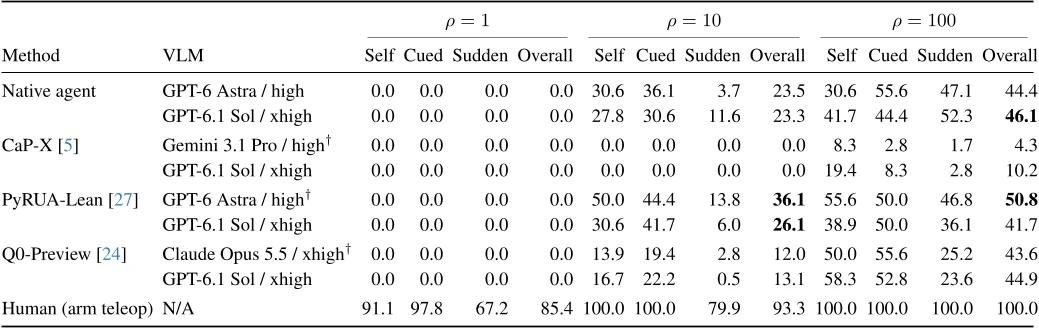 ρ = 1 ρ = 10 ρ = 100
Method VLM Self Cued Sudden Overall Self Cued Sudden Overall Self Cued Sudden Overall
Native agent GPT-6 Astra / high 0.0 0.0 0.0 0.0 30.6 36.1 3.7 23.5 30.6 55.6 47.1 44.4
GPT-6.1 Sol / xhigh 0.0 0.0 0.0 0.0 27.8 30.6 11.6 23.3 41.7 44.4 52.3 46.1
CaP-X [5] Gemini 3.1 Pro / high† 0.0 0.0 0.0 0.0 0.0 0.0 0.0 0.0 8.3 2.8 1.7 4.3
GPT-6.1 Sol / xhigh 0.0 0.0 0.0 0.0 0.0 0.0 0.0 0.0 19.4 8.3 2.8 10.2
PyRUA-Lean [27] GPT-6 Astra / high† 0.0 0.0 0.0 0.0 50.0 44.4 13.8 36.1 55.6 50.0 46.8 50.8
GPT-6.1 Sol / xhigh 0.0 0.0 0.0 0.0 30.6 41.7 6.0 26.1 38.9 50.0 36.1 41.7
Q0-Preview [24] Claude Opus 5.5 / xhigh† 0.0 0.0 0.0 0.0 13.9 19.4 2.8 12.0 50.0 55.6 25.2 43.6
GPT-6.1 Sol / xhigh 0.0 0.0 0.0 0.0 16.7 22.2 0.5 13.1 58.3 52.8 23.6 44.9
Human (arm teleop) N/A 91.1 97.8 67.2 85.4 100.0 100.0 79.9 93.3 100.0 100.0 100.0 100.0